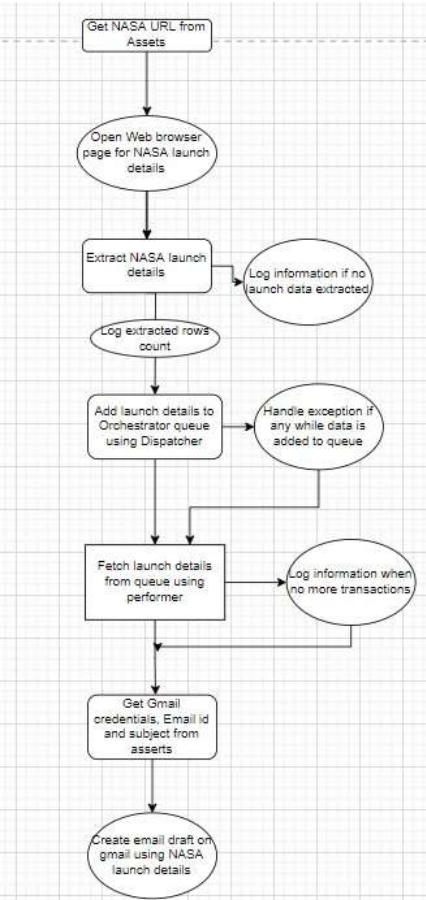 Get NASA URL from
Assets
Open Web browser
page for NASA launch
details
Extract NASA launch
details
Log information if no
launch data extracted
Log extracted rows
count
Add launch details to
Orchestrator queue
using Dispatcher
Handle exception if
any while data is
added to queue
Fetch launch details
from queue using
performer
Log information when
no more transactions
Get Gmail
credentials, Email id
and subject from
asserts
Create email draft on
gmail using NASA
launch details